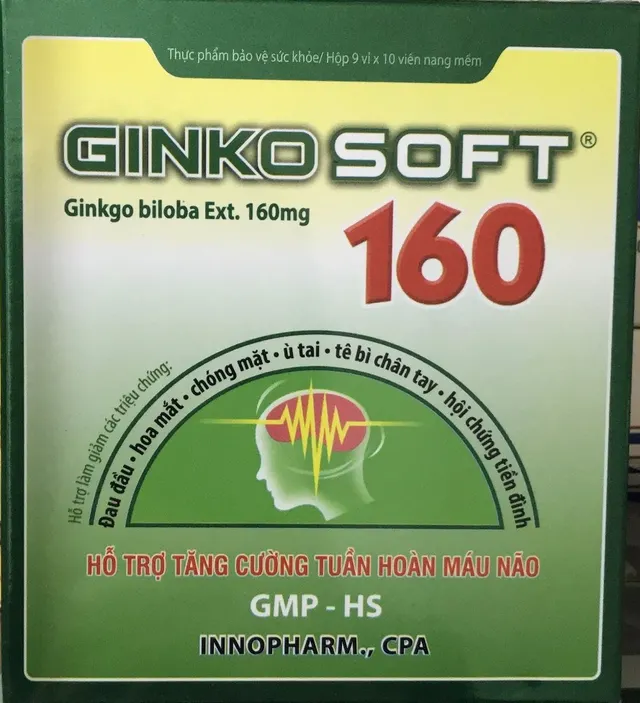 Thực phẩm bảo vệ sức khỏe/ Hộp 9 vỉ x 10 viên nang mềm
GINKO SOFT®
Ginkgo biloba Ext. 160mg
160
Hỗ trợ làm giảm các triệu chứng:
Đau đầu • hoa mắt • chóng mặt • ù tai • tê bì chân tay • hội chứng tiền đình
HỖ TRỢ TĂNG CƯỜNG TUẦN HOÀN MÁU NÃO
GMP - HS
INNOPHARM., CPA